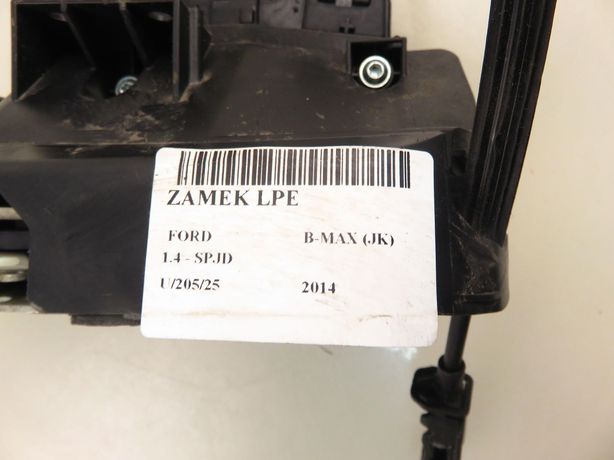 ZAMEK LPE
FORD B-MAX (JK)
1.4 - SPJD
U/205/25 2014